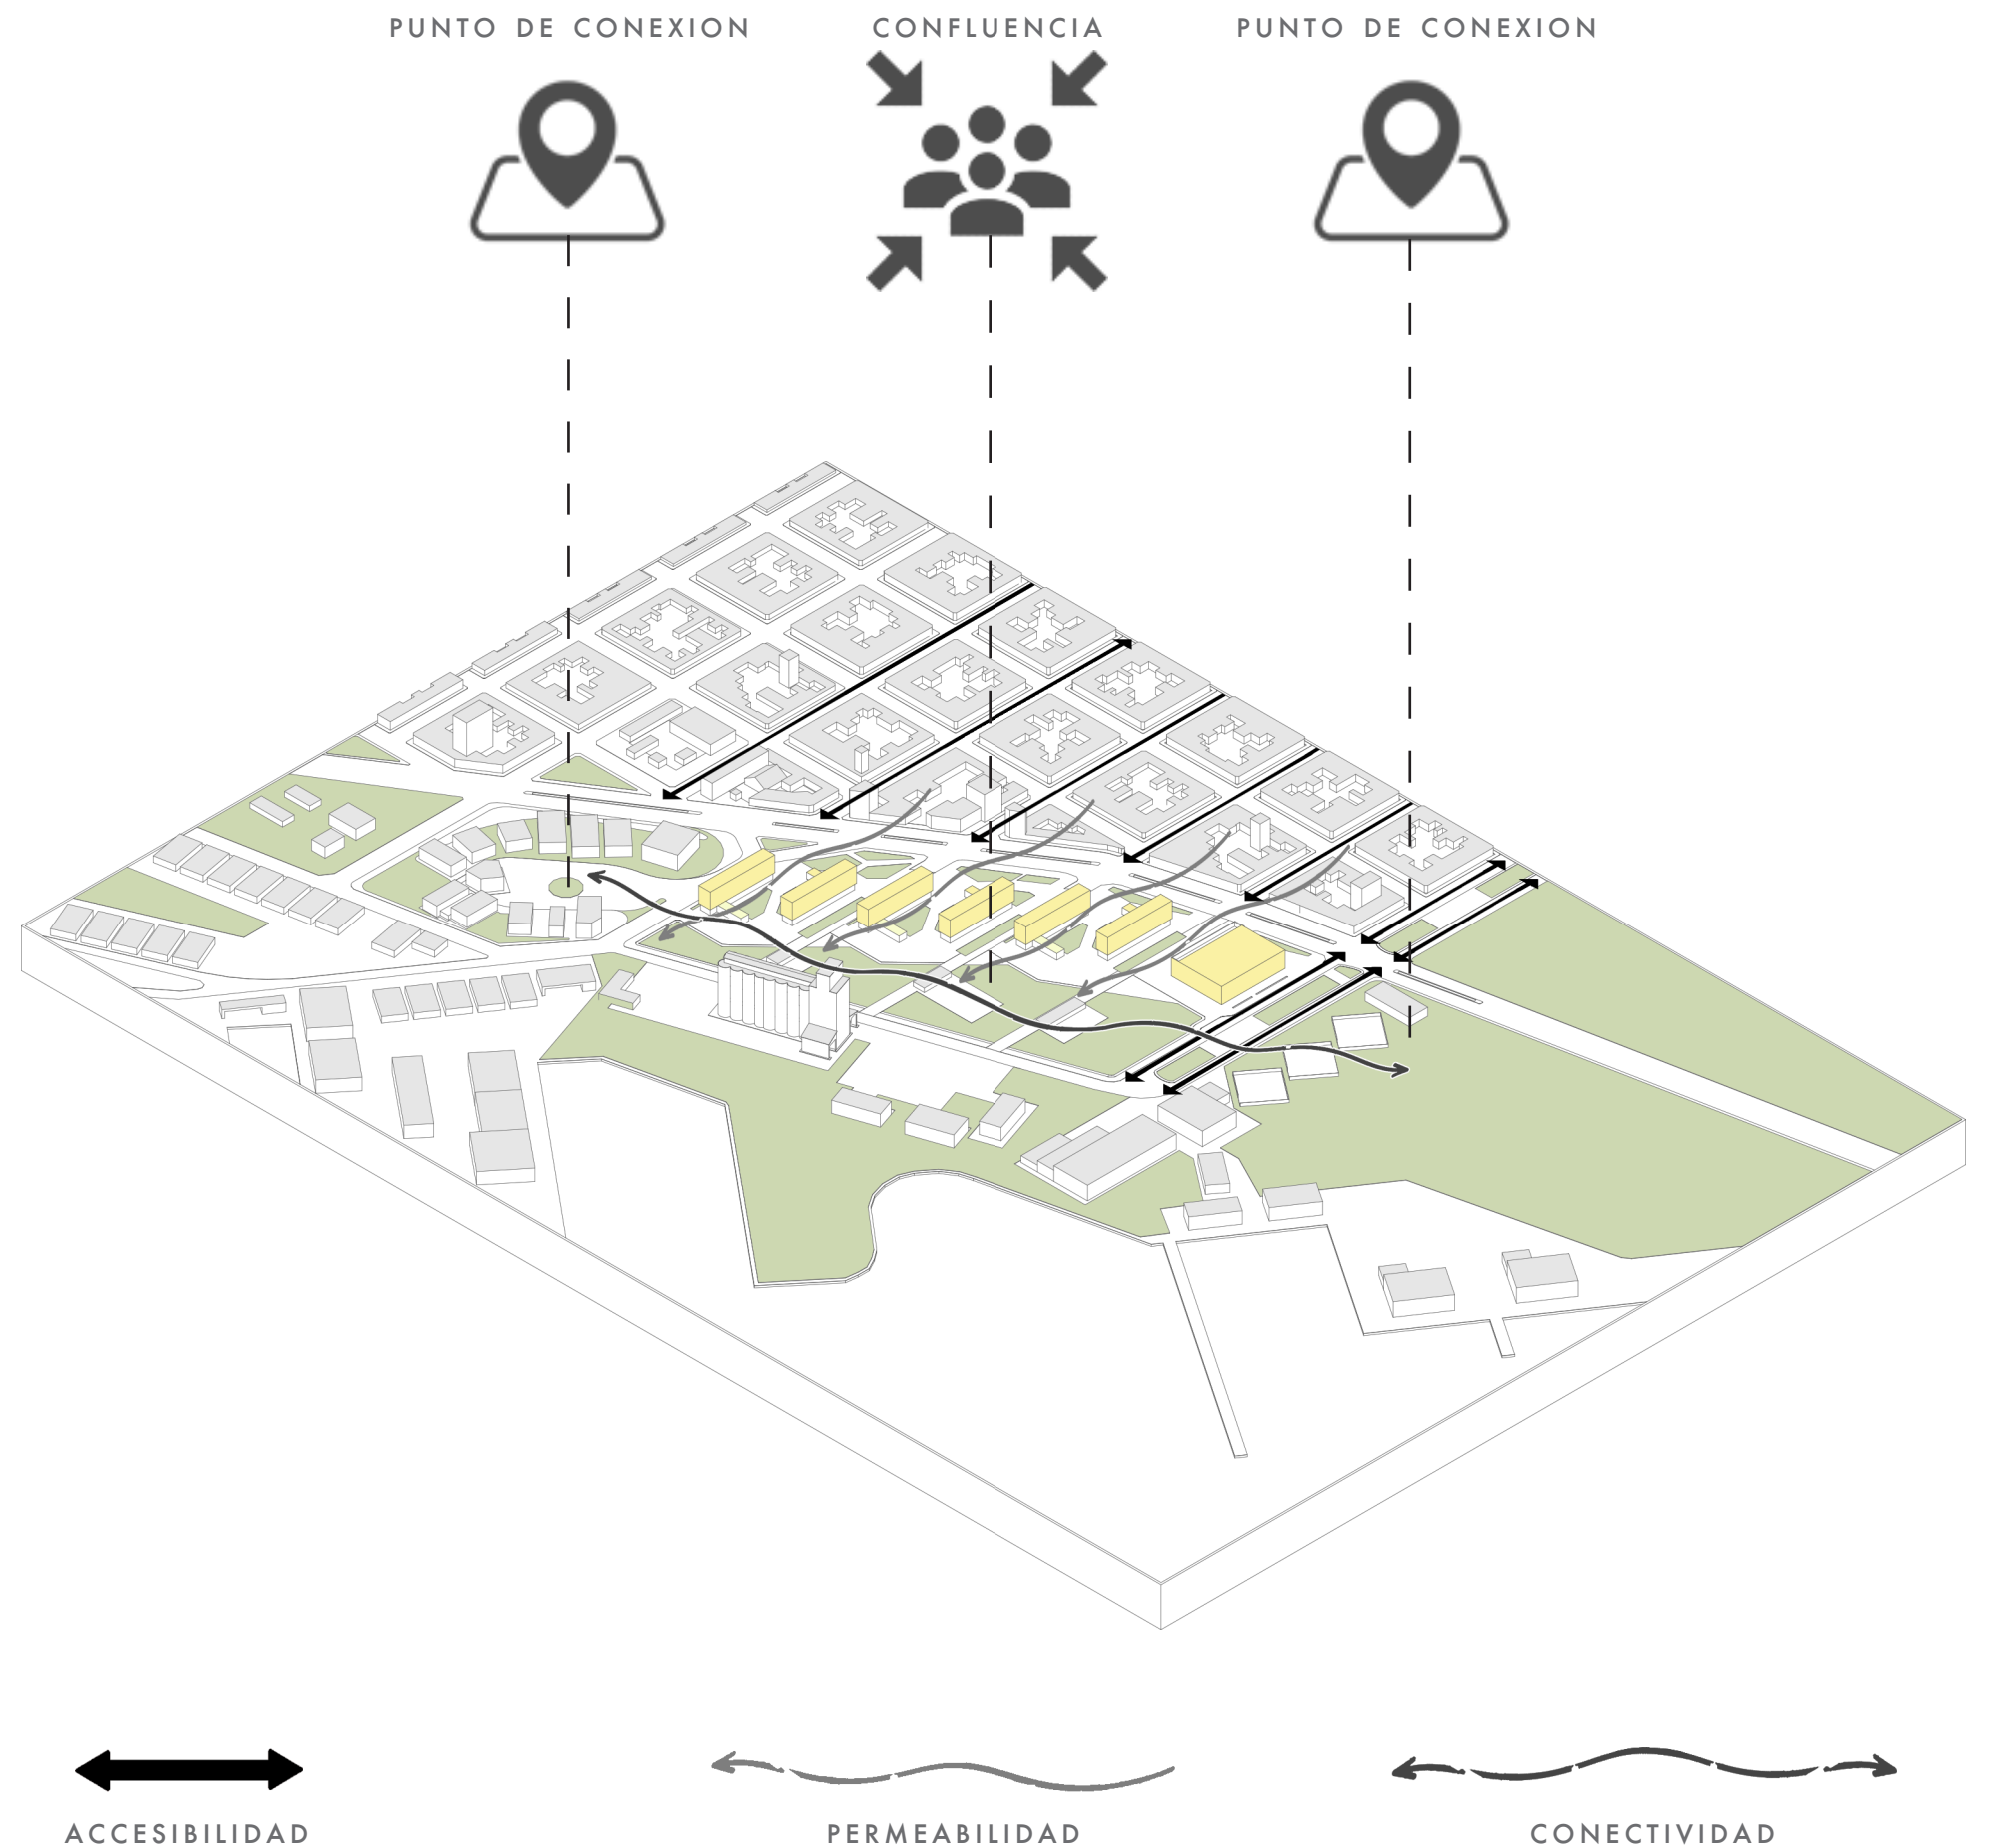 PUNTO DE CONEXION
CONFLUENCIA
PUNTO DE CONEXION
ACCESIBILIDAD
PERMEABILIDAD
CONECTIVIDAD